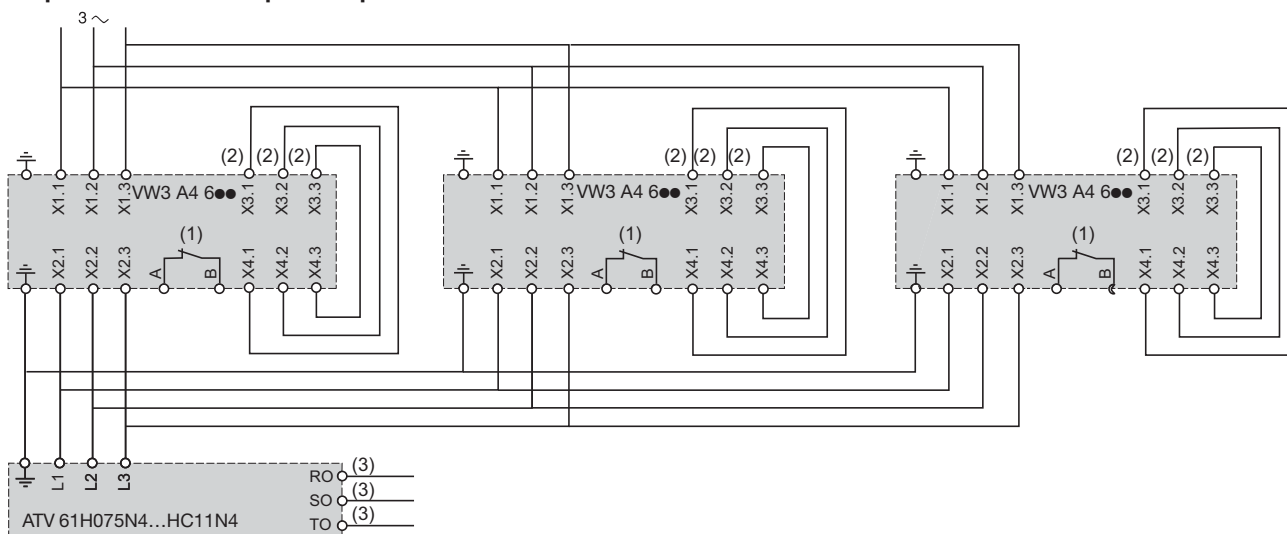 3 ~
(2) (2) (2)
(2) (2) (2)
(2) (2) (2)
X1.1 X1.2 X1.3 VW3 A4 6●● X3.1 X3.2 X3.3
X1.1 X1.2 X1.3 VW3 A4 6●● X3.1 X3.2 X3.3
X1.1 X1.2 X1.3 VW3 A4 6●● X3.1 X3.2 X3.3
(1)
(1)
(1)
X2.1 X2.2 X2.3 A B X4.1 X4.2 X4.3
X2.1 X2.2 X2.3 A B X4.1 X4.2 X4.3
X2.1 X2.2 X2.3 A B X4.1 X4.2 X4.3
L1 L2 L3
RO (3)
SO (3)
TO (3)
ATV 61H075N4...HC11N4